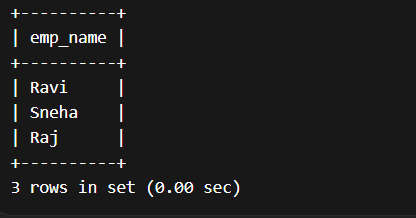 +----------+
| emp_name |
+----------+
| Ravi     |
| Sneha    |
| Raj      |
+----------+
3 rows in set (0.00 sec)